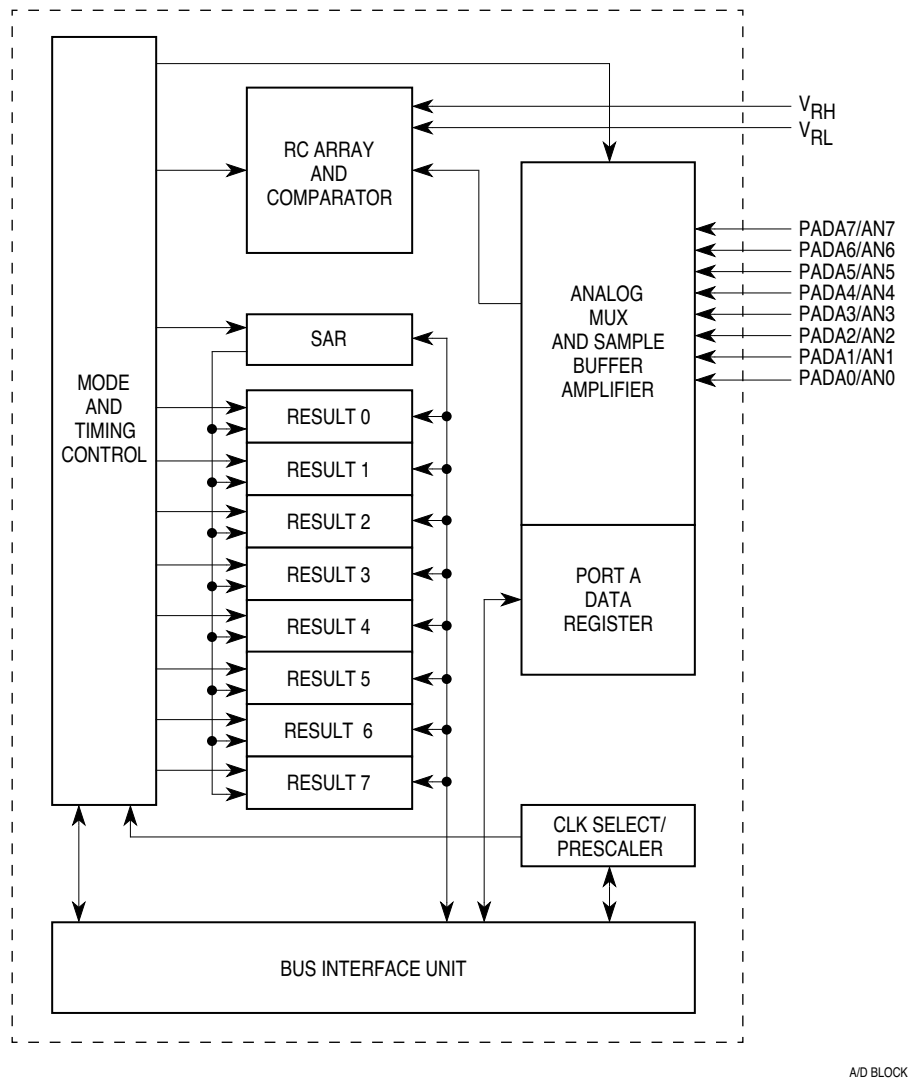 MODE
AND
TIMING
CONTROL
RC ARRAY
AND
COMPARATOR
VRH
VRL
PADA7/AN7
PADA6/AN6
PADA5/AN5
PADA4/AN4
PADA3/AN3
PADA2/AN2
PADA1/AN1
PADA0/AN0
ANALOG
MUX
AND SAMPLE
BUFFER
AMPLIFIER
SAR
RESULT 0
RESULT 1
RESULT 2
RESULT 3
RESULT 4
RESULT 5
RESULT 6
RESULT 7
PORT A
DATA
REGISTER
CLK SELECT/
PRESCALER
BUS INTERFACE UNIT
A/D BLOCK